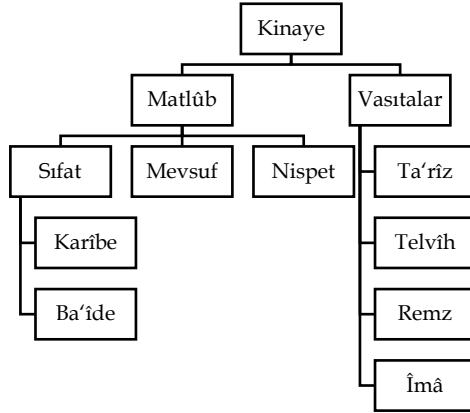 Kinaye
Matlûb
Vasıtalar
Sıfat
Mevsuf
Nispet
Ta‘rîz
Karîbe
Telvîh
Ba‘îde
Remz
Îmâ